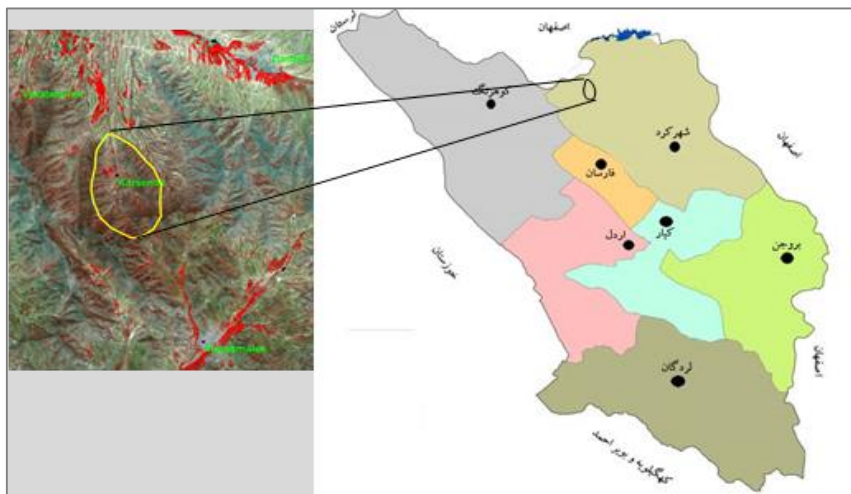 لرستان
اصفهان
کوهرنگ
شهرکرد
اصفهان
فارسان
کیار
اردل
بروجن
خوزستان
اصفهان
لردگان
کهگیلویه و بویر احمد